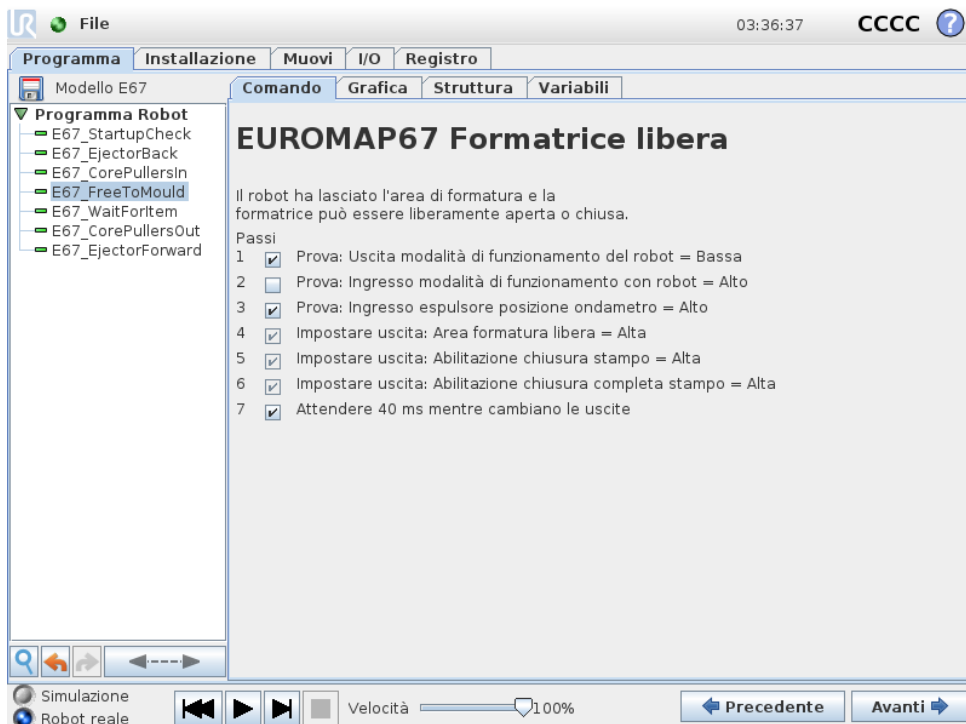 UR File 03:36:37 CCCC ?
Programma Installazione Muovi I/O Registro
Modello E67
Comando Grafica Struttura Variabili
Programma Robot
E67_StartupCheck
E67_EjectorBack
E67_CorePullersIn
E67_FreeToMould
E67_WaitForItem
E67_CorePullersOut
E67_EjectorForward
EUROMAP67 Formatrice libera
Il robot ha lasciato l'area di formatura e la
formatrice può essere liberamente aperta o chiusa.
Passi
1 Prova: Uscita modalità di funzionamento del robot = Bassa
2 Prova: Ingresso modalità di funzionamento con robot = Alto
3 Prova: Ingresso espulsore posizione ondametro = Alto
4 Impostare uscita: Area formatura libera = Alta
5 Impostare uscita: Abilitazione chiusura stampo = Alta
6 Impostare uscita: Abilitazione chiusura completa stampo = Alta
7 Attendere 40 ms mentre cambiano le uscite
Simulazione
Robot reale
Velocità 100%
Precedente Avanti